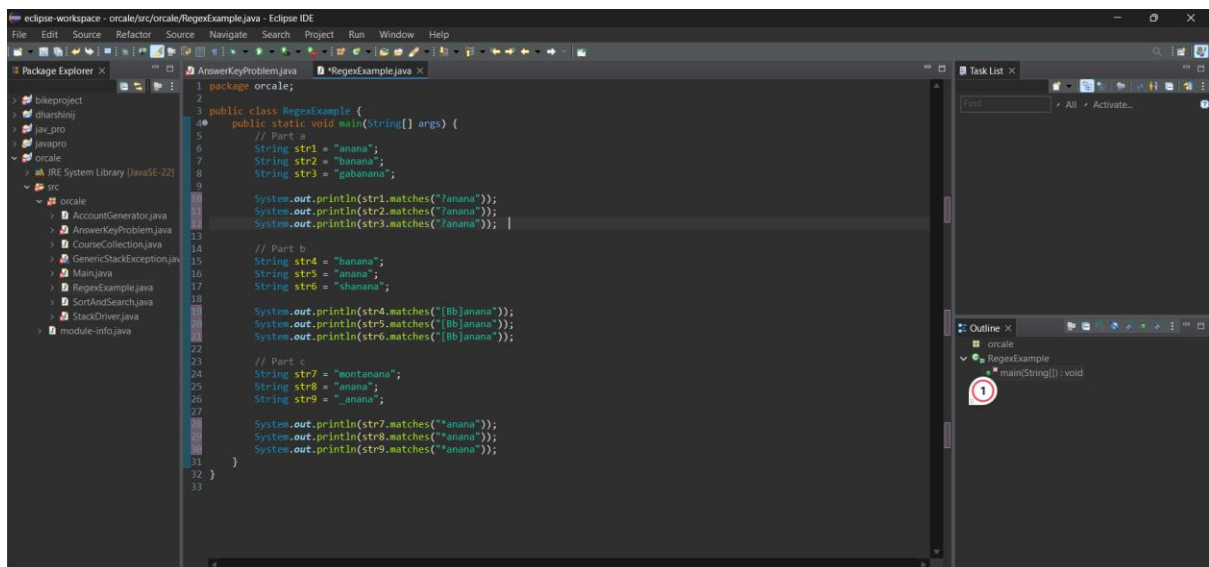 eclipse-workspace - orcale/src/orcale/RegexExample.java - Eclipse IDE
File Edit Source Refactor Source Navigate Search Project Run Window Help
Package Explorer
bikeproject
dharshinij
jav_pro
javapro
orcale
JRE System Library [JavaSE-22]
src
orcale
AccountGenerator.java
AnswerKeyProblem.java
CourseCollection.java
GenericStackException.jav
Main.java
RegexExample.java
SortAndSearch.java
StackDriver.java
module-info.java
AnswerKeyProblem.java *RegexExample.java
1 package orcale;
2
3 public class RegexExample {
4 public static void main(String[] args) {
5 // Part a
6 String str1 = "anana";
7 String str2 = "banana";
8 String str3 = "gabanana";
9
10 System.out.println(str1.matches("?anana"));
11 System.out.println(str2.matches("?anana"));
12 System.out.println(str3.matches("?anana"));
13
14 // Part b
15 String str4 = "banana";
16 String str5 = "anana";
17 String str6 = "shanana";
18
19 System.out.println(str4.matches("[Bb]anana"));
20 System.out.println(str5.matches("[Bb]anana"));
21 System.out.println(str6.matches("[Bb]anana"));
22
23 // Part c
24 String str7 = "montanana";
25 String str8 = "anana";
26 String str9 = "_anana";
27
28 System.out.println(str7.matches("*anana"));
29 System.out.println(str8.matches("*anana"));
30 System.out.println(str9.matches("*anana"));
31 }
32 }
33
Task List
Find All Activate...
Outline
orcale
RegexExample
main(String[]) : void
1